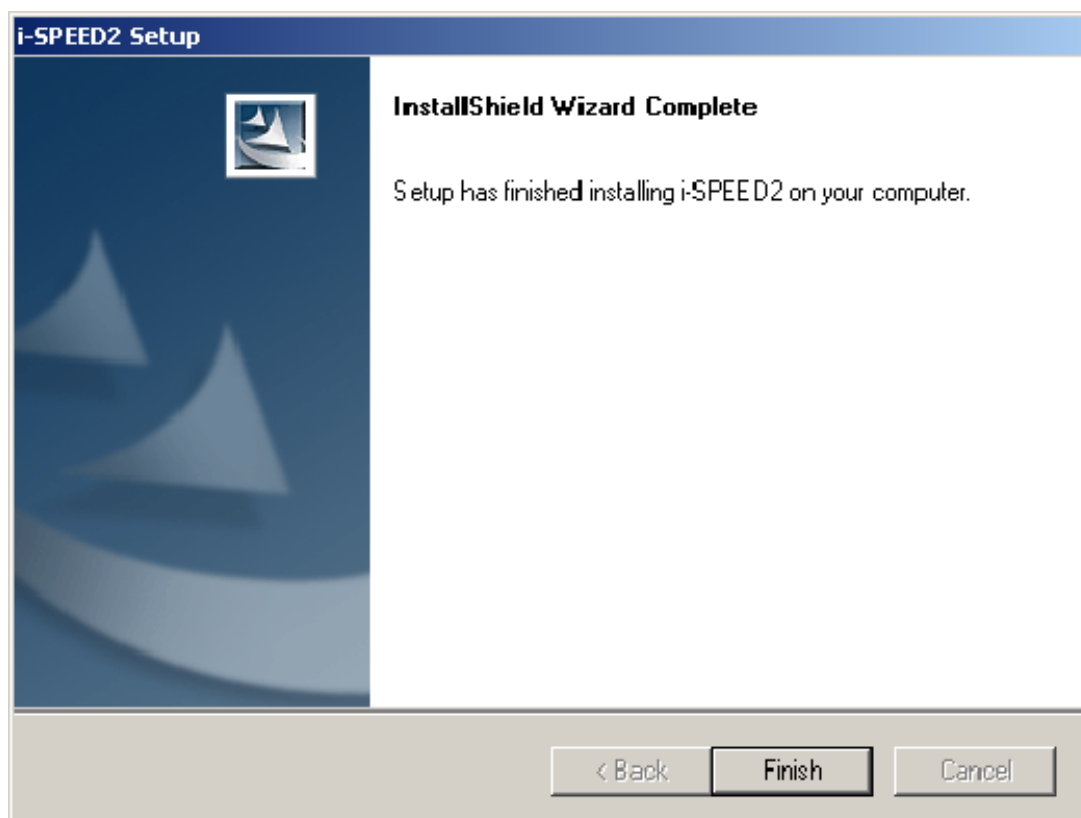 i-SPEED2 Setup
InstallShield Wizard Complete
Setup has finished installing i-SPEED2 on your computer.
< Back
Finish
Cancel